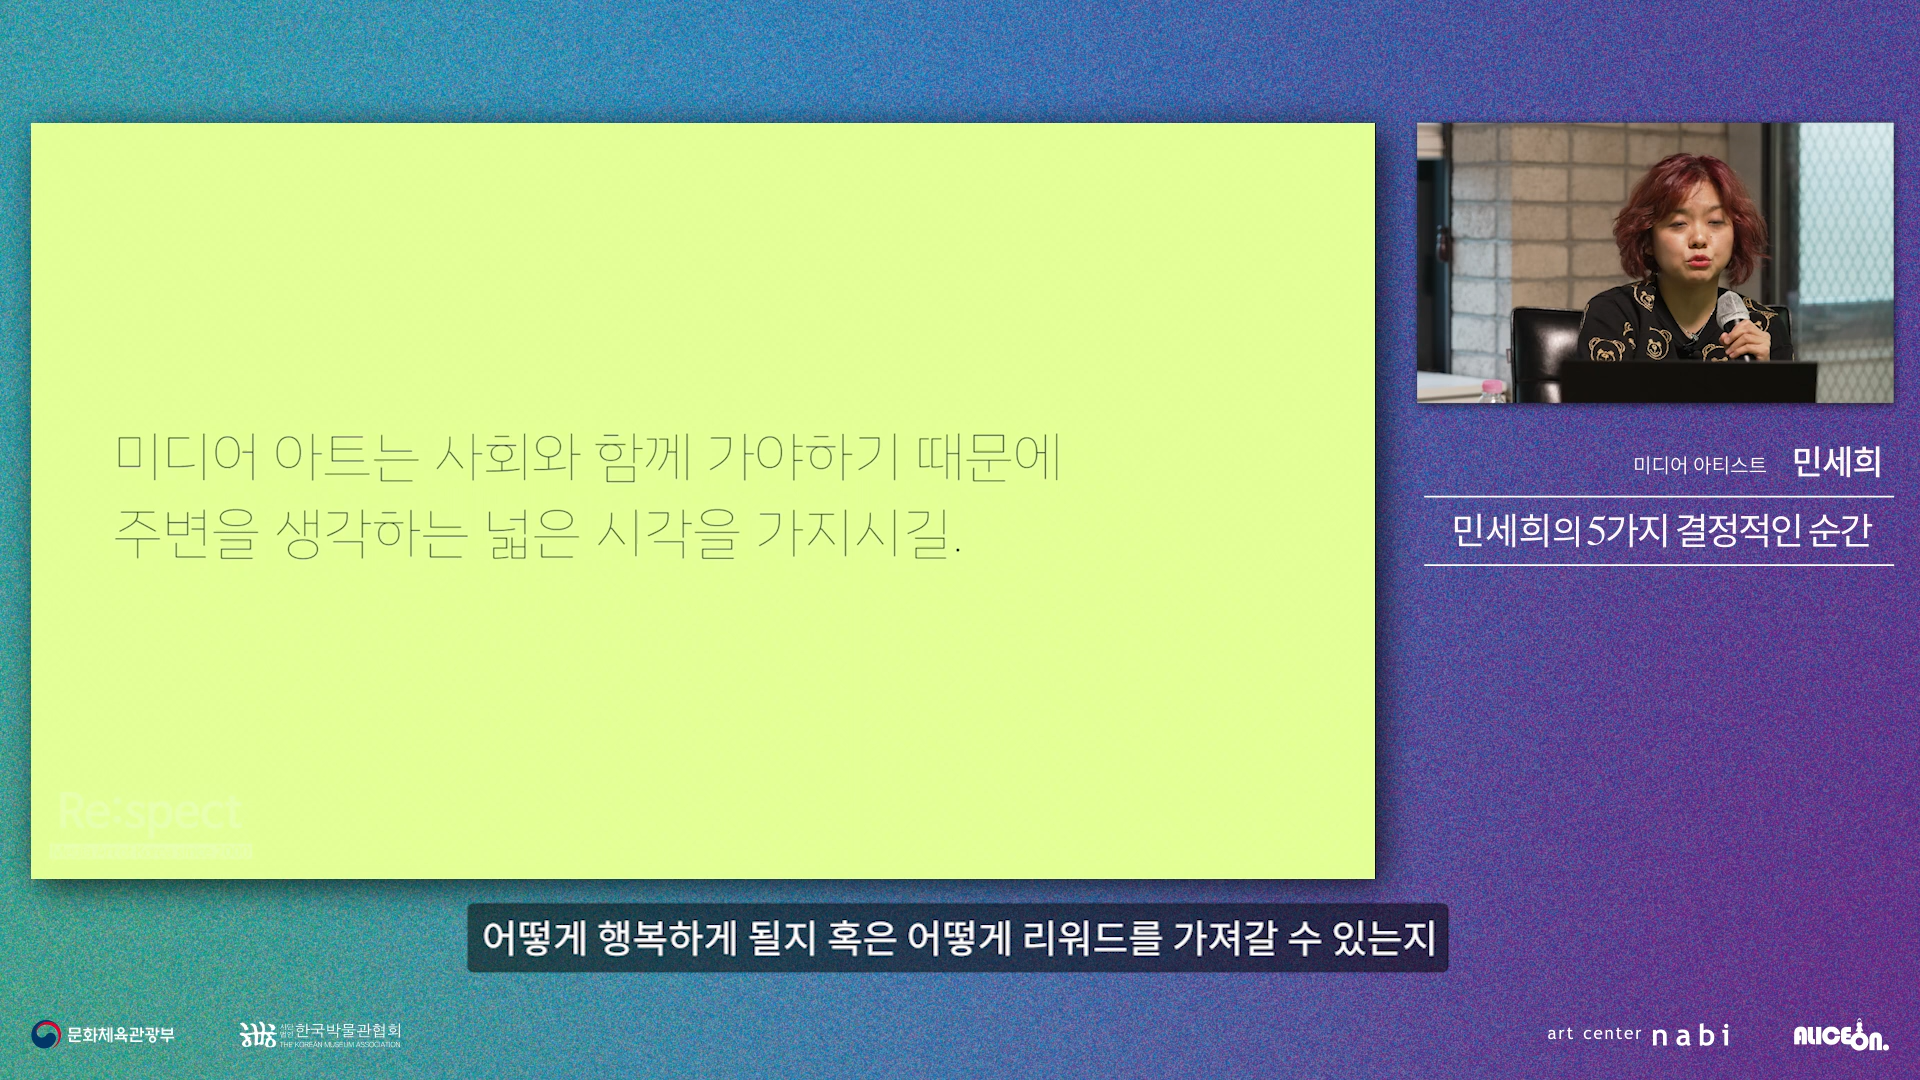 미디어 아트는 사회와 함께 가야하기 때문에
주변을 생각하는 넓은 시각을 가지시길.
Re:spect
미디어 아티스트 민세희
민세희의 5가지 결정적인 순간
어떻게 행복하게 될지 혹은 어떻게 리워드를 가져갈 수 있는지
문화체육관광부
사단법인 한국박물관협회
THE KOREAN MUSEUM ASSOCIATION
art center nabi
ALICEON.